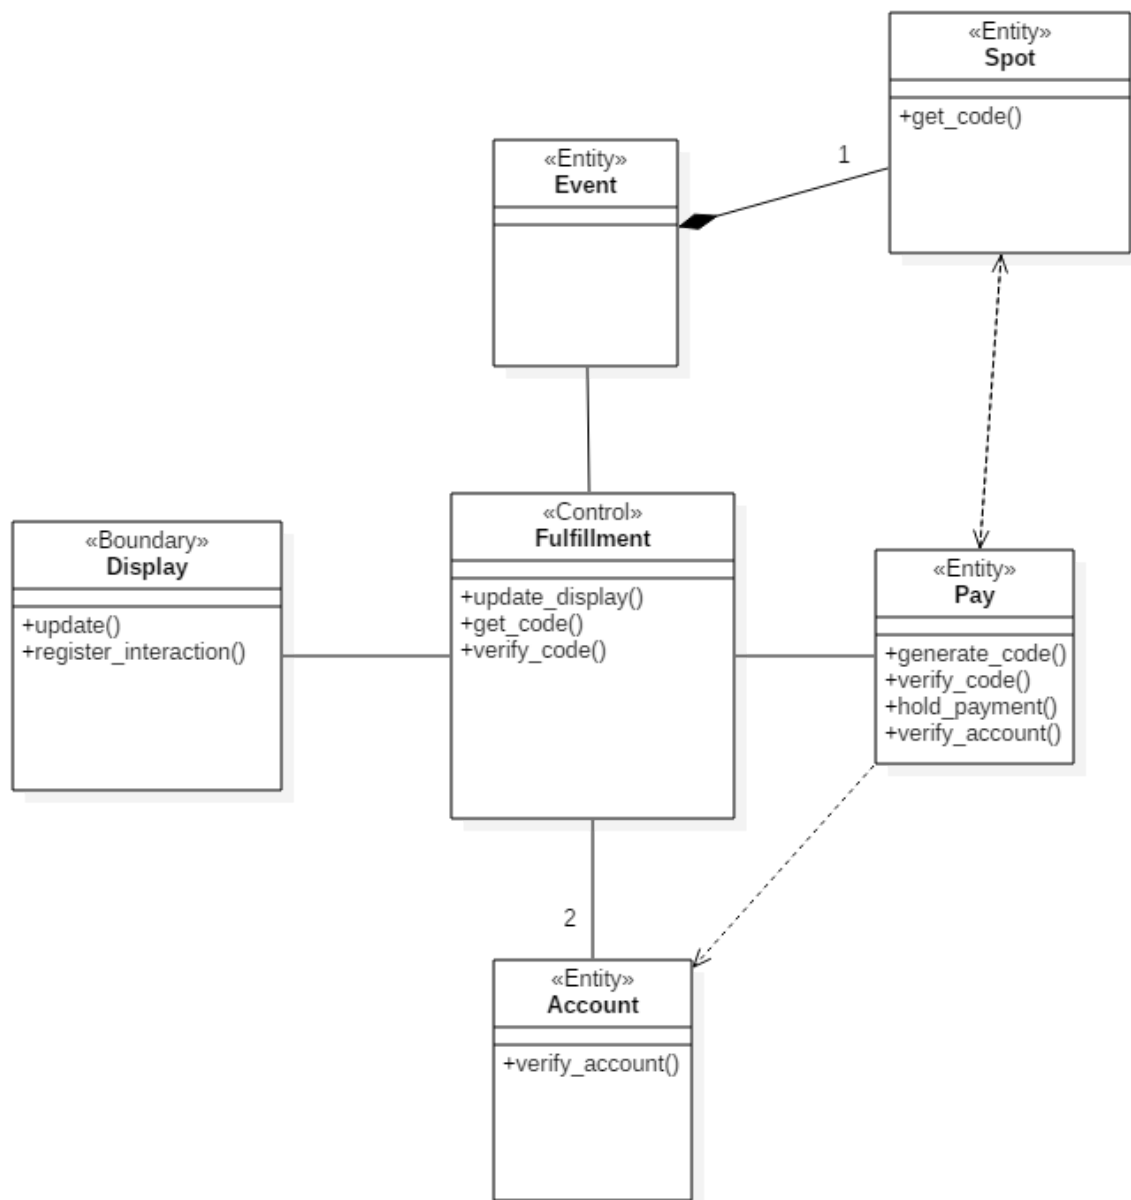 «Entity»
Spot
+get_code()
1
«Entity»
Event
«Boundary»
Display
+update()
+register_interaction()
«Control»
Fulfillment
+update_display()
+get_code()
+verify_code()
«Entity»
Pay
+generate_code()
+verify_code()
+hold_payment()
+verify_account()
2
«Entity»
Account
+verify_account()